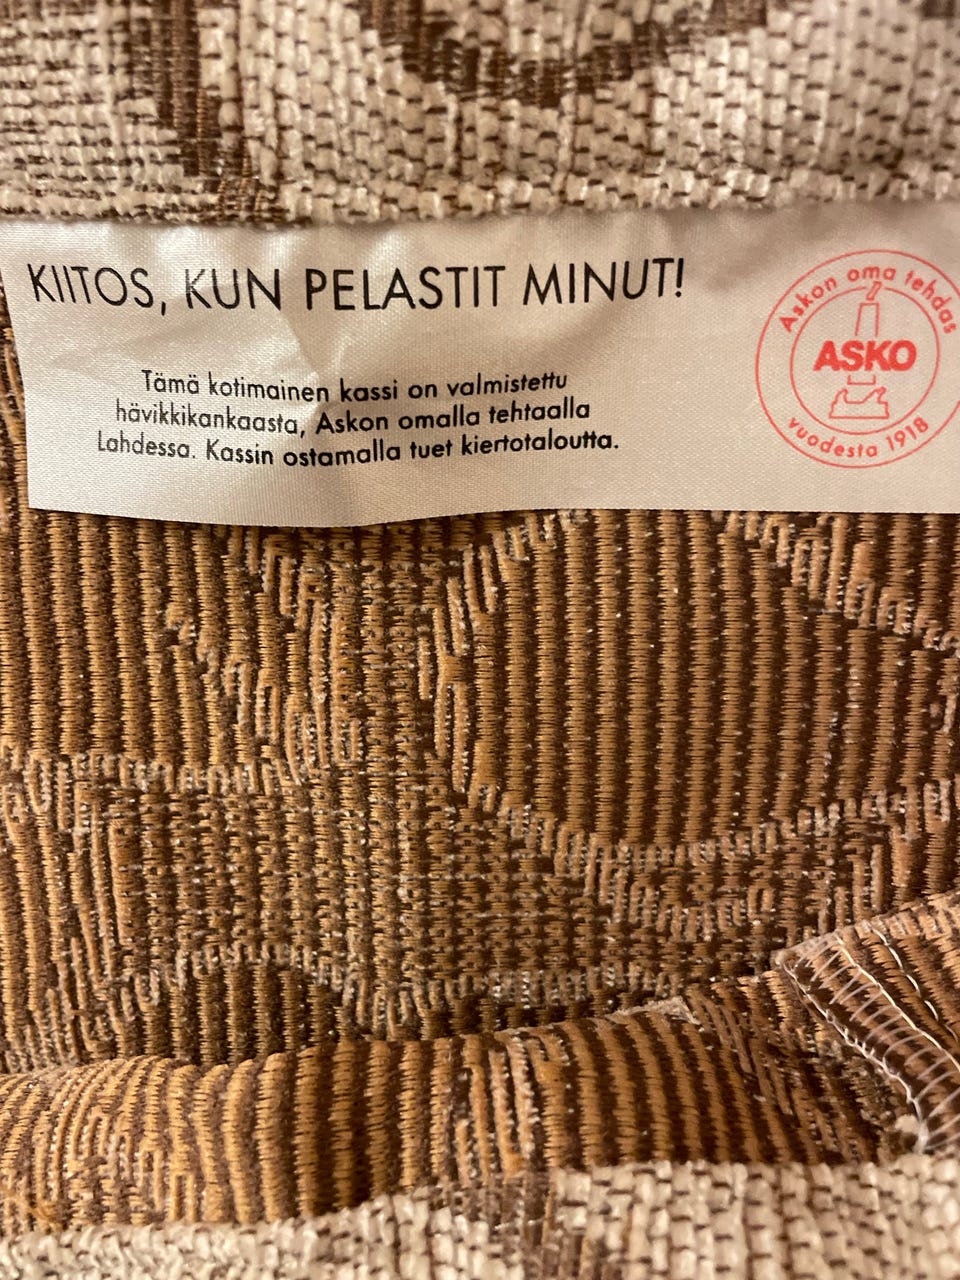 KIITOS, KUN PELASTIT MINUT!
Tämä kotimainen kassi on valmistettu
hävikkikankaasta, Askon omalla tehtaalla
Lahdessa. Kassin ostamalla tuet kiertotaloutta.
Askon oma tehdas
ASKO
vuodesta 1918